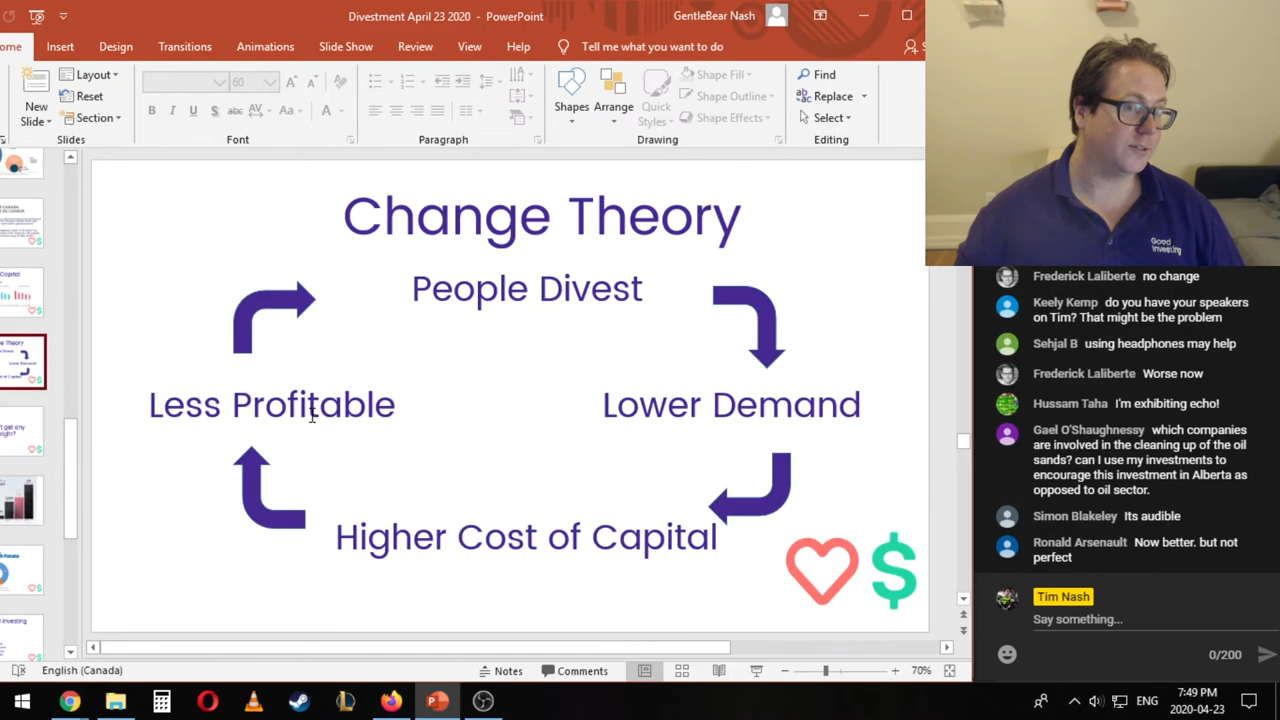 Divestment April 23 2020 - PowerPoint
GentleBear Nash
ome
Insert
Design
Transitions
Animations
Slide Show
Review
View
Help
Tell me what you want to do
Layout
Reset
Section
New
Slide
Slides
60
B I U S abc AV Aa A
Font
Paragraph
Shapes
Arrange
Quick
Styles
Shape Fill
Shape Outline
Shape Effects
Drawing
Find
Replace
Select
Editing
Change Theory
People Divest
Less Profitable
Lower Demand
Higher Cost of Capital
$
Good
Investing
Frederick Laliberte no change
Keely Kemp do you have your speakers
on Tim? That might be the problem
Sehjal B using headphones may help
Frederick Laliberte Worse now
Hussam Taha I'm exhibiting echo!
Gael O'Shaughnessy which companies
are involved in the cleaning up of the oil
sands? can I use my investments to
encourage this investment in Alberta as
opposed to oil sector.
Simon Blakeley Its audible
Ronald Arsenault Now better. but not
perfect
Tim Nash
Say something...
0/200
English (Canada)
Notes
Comments
70%
ENG
7:49 PM
2020-04-23